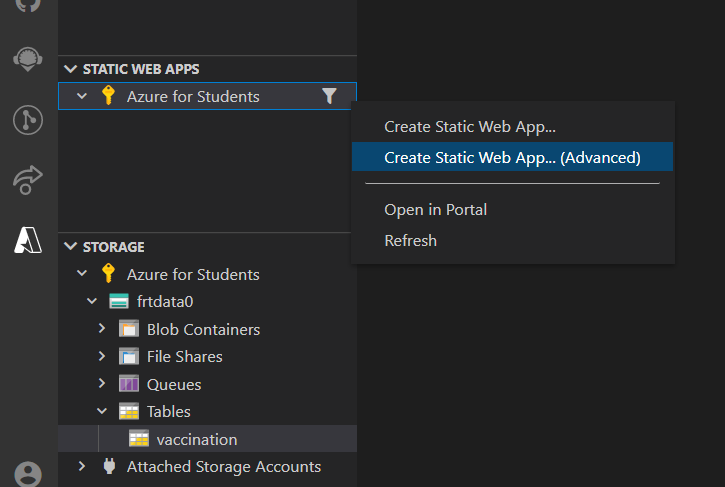 STATIC WEB APPS
Azure for Students
Create Static Web App...
Create Static Web App... (Advanced)
Open in Portal
Refresh
STORAGE
Azure for Students
frtdata0
Blob Containers
File Shares
Queues
Tables
vaccination
Attached Storage Accounts